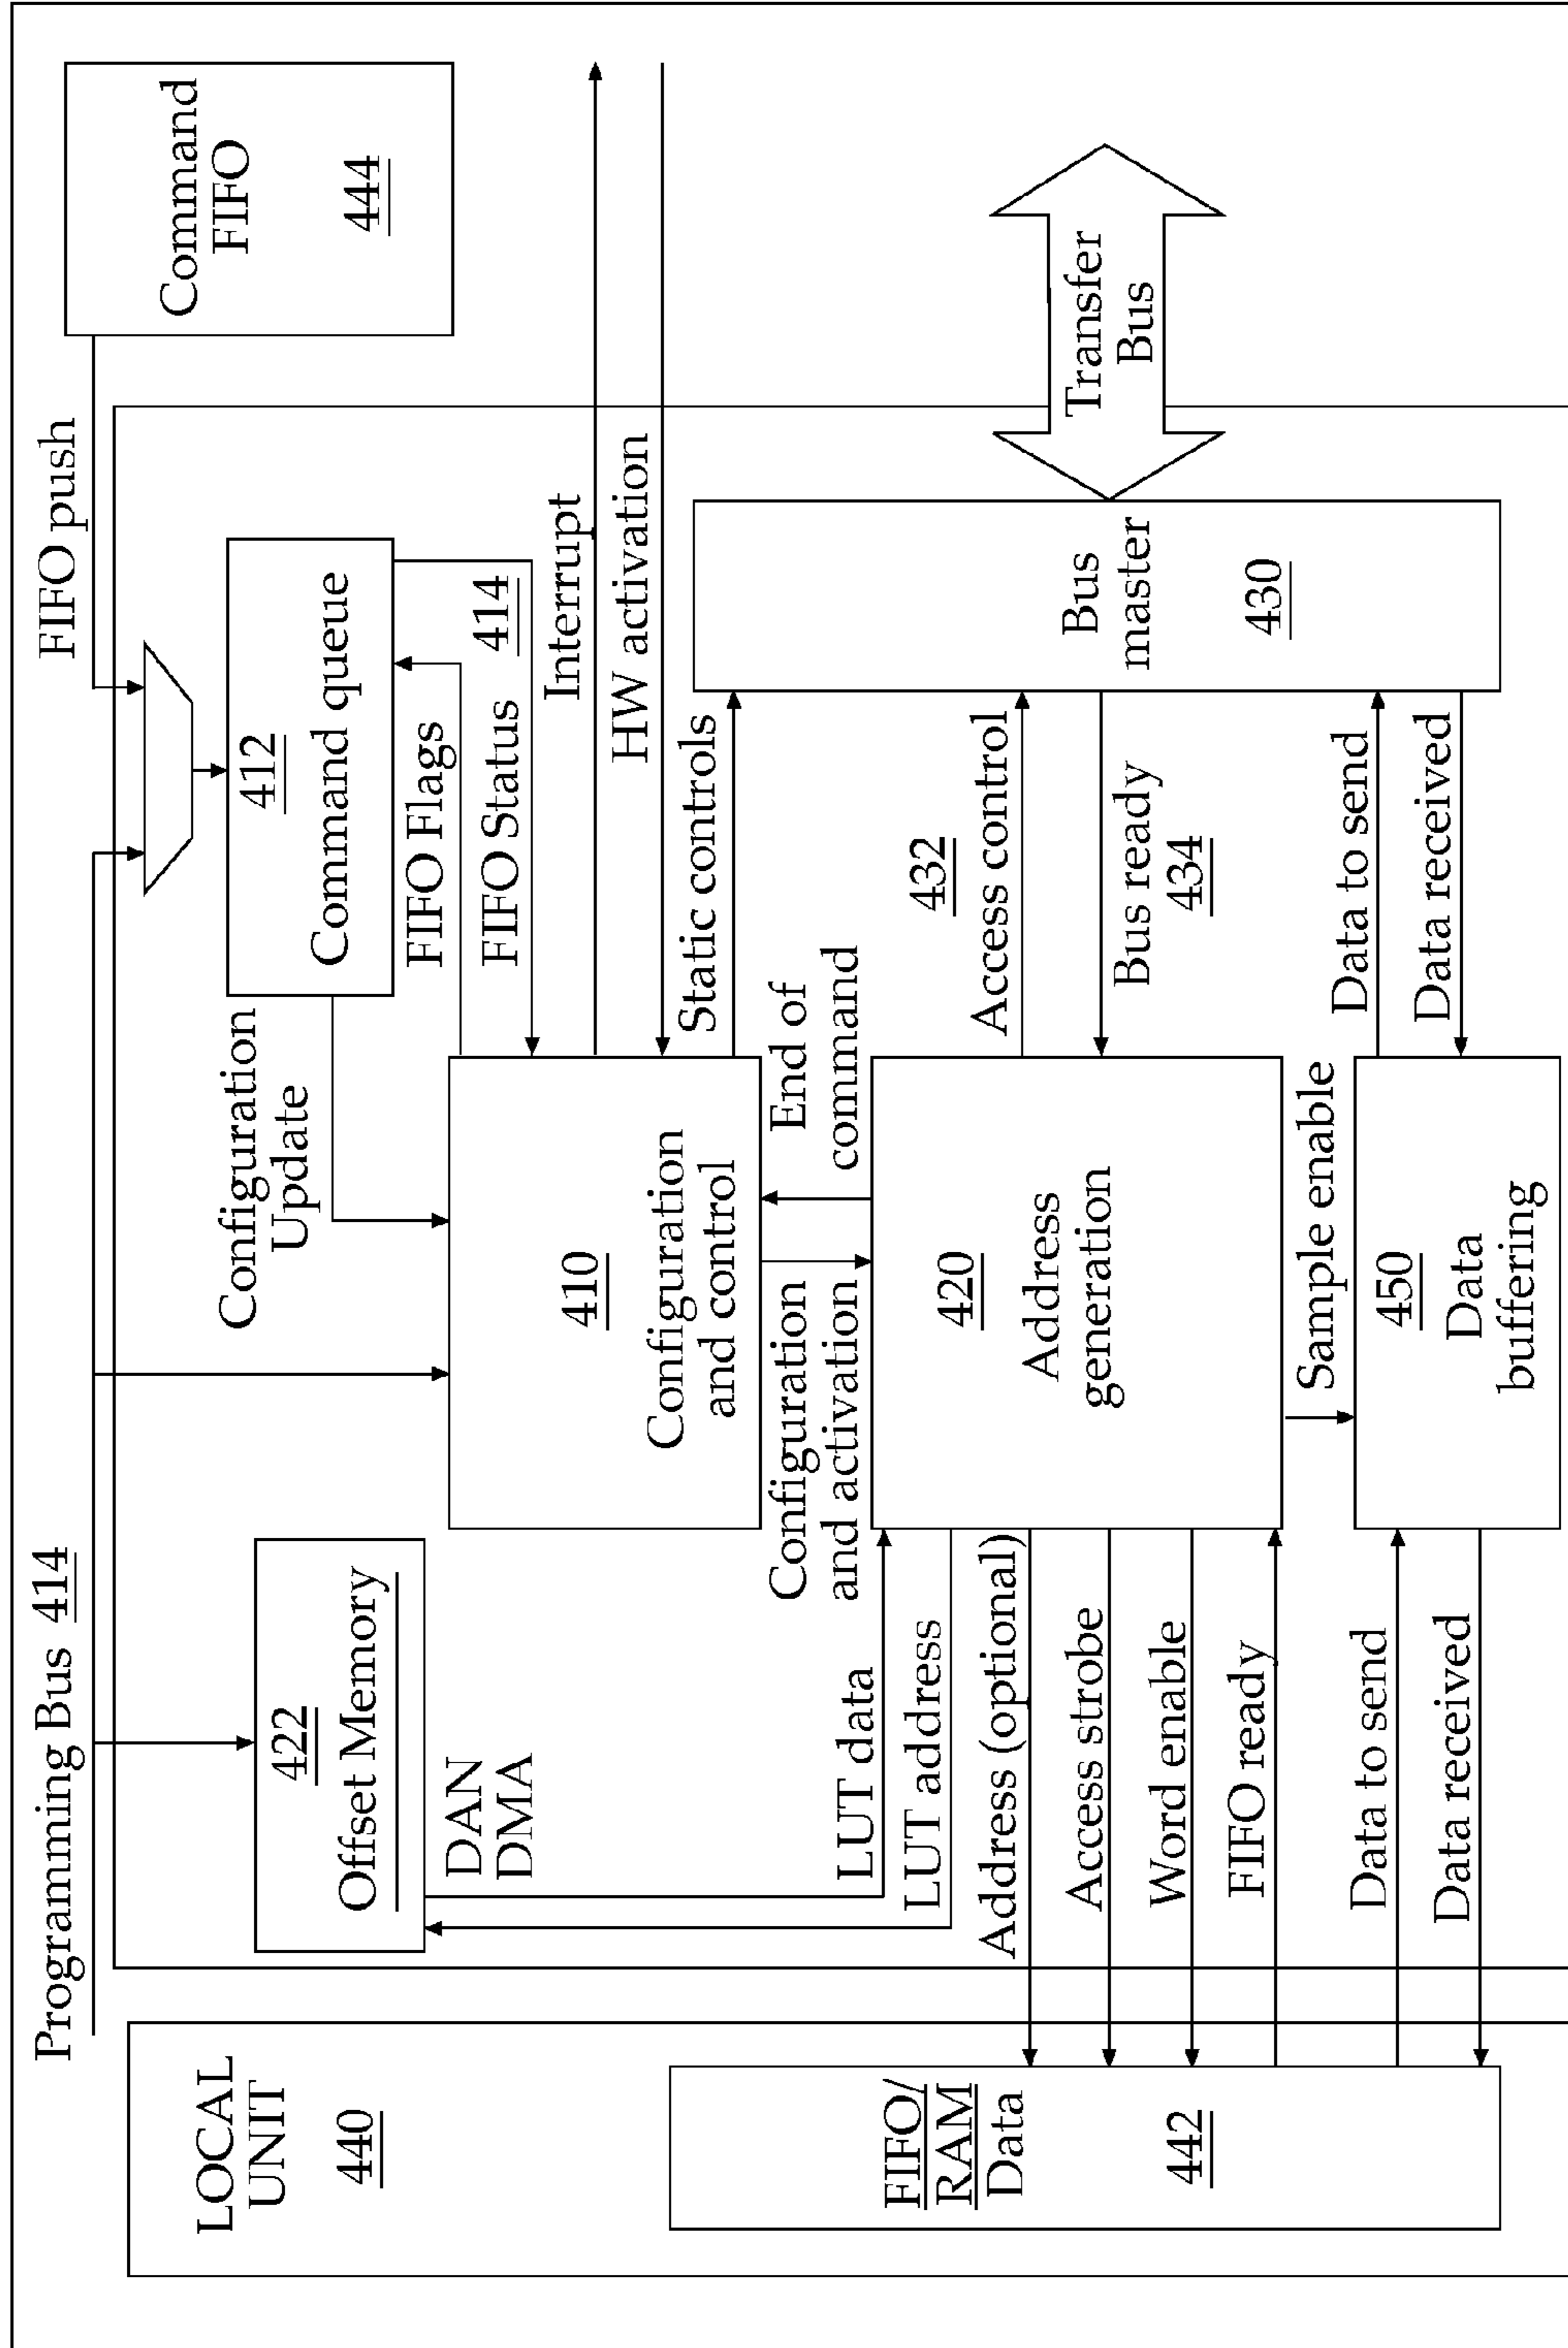 Programming Bus 414
FIFO push
Command
FIFO
444
LOCAL
UNIT
440
422
Offset Memory
DAN
DMA
Configuration
Update
412
Command queue
FIFO Flags
FIFO Status
414
Interrupt
HW activation
410
Configuration
and control
Static controls
Configuration
and activation
End of
command
LUT data
LUT address
Address (optional)
Access strobe
Word enable
FIFO ready
FIFO/
RAM
Data
442
420
Address
generation
432
Access control
Bus ready
434
Bus
master
430
Transfer
Bus
Sample enable
Data to send
Data received
450
Data
buffering
Data to send
Data received